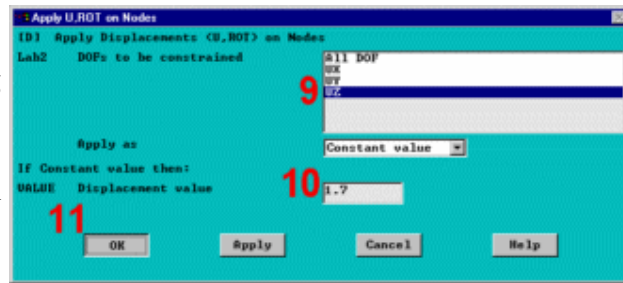 Apply U,ROT on Nodes
[D] Apply Displacements (U,ROT) on Nodes
Lab2 DOFs to be constrained
All DOF
UX
UY
UZ
9
Apply as Constant value
If Constant value then:
VALUE Displacement value 10 1.7
11
OK Apply Cancel Help